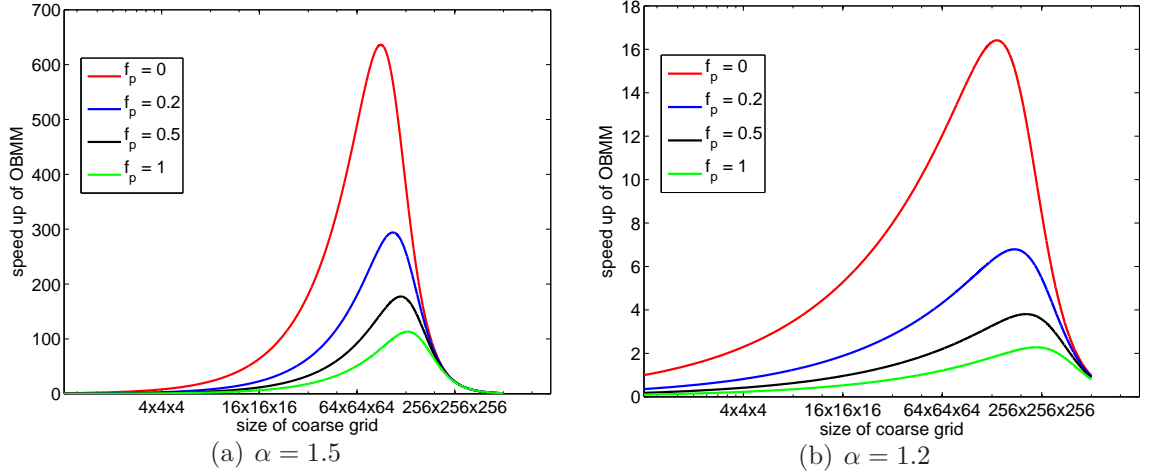 700
600
500
400
300
200
100
0
speed up of OBMM
f_p = 0
f_p = 0.2
f_p = 0.5
f_p = 1
4x4x4 16x16x16 64x64x64 256x256x256
size of coarse grid
(a) α = 1.5
18
16
14
12
10
8
6
4
2
0
speed up of OBMM
f_p = 0
f_p = 0.2
f_p = 0.5
f_p = 1
4x4x4 16x16x16 64x64x64 256x256x256
size of coarse grid
(b) α = 1.2